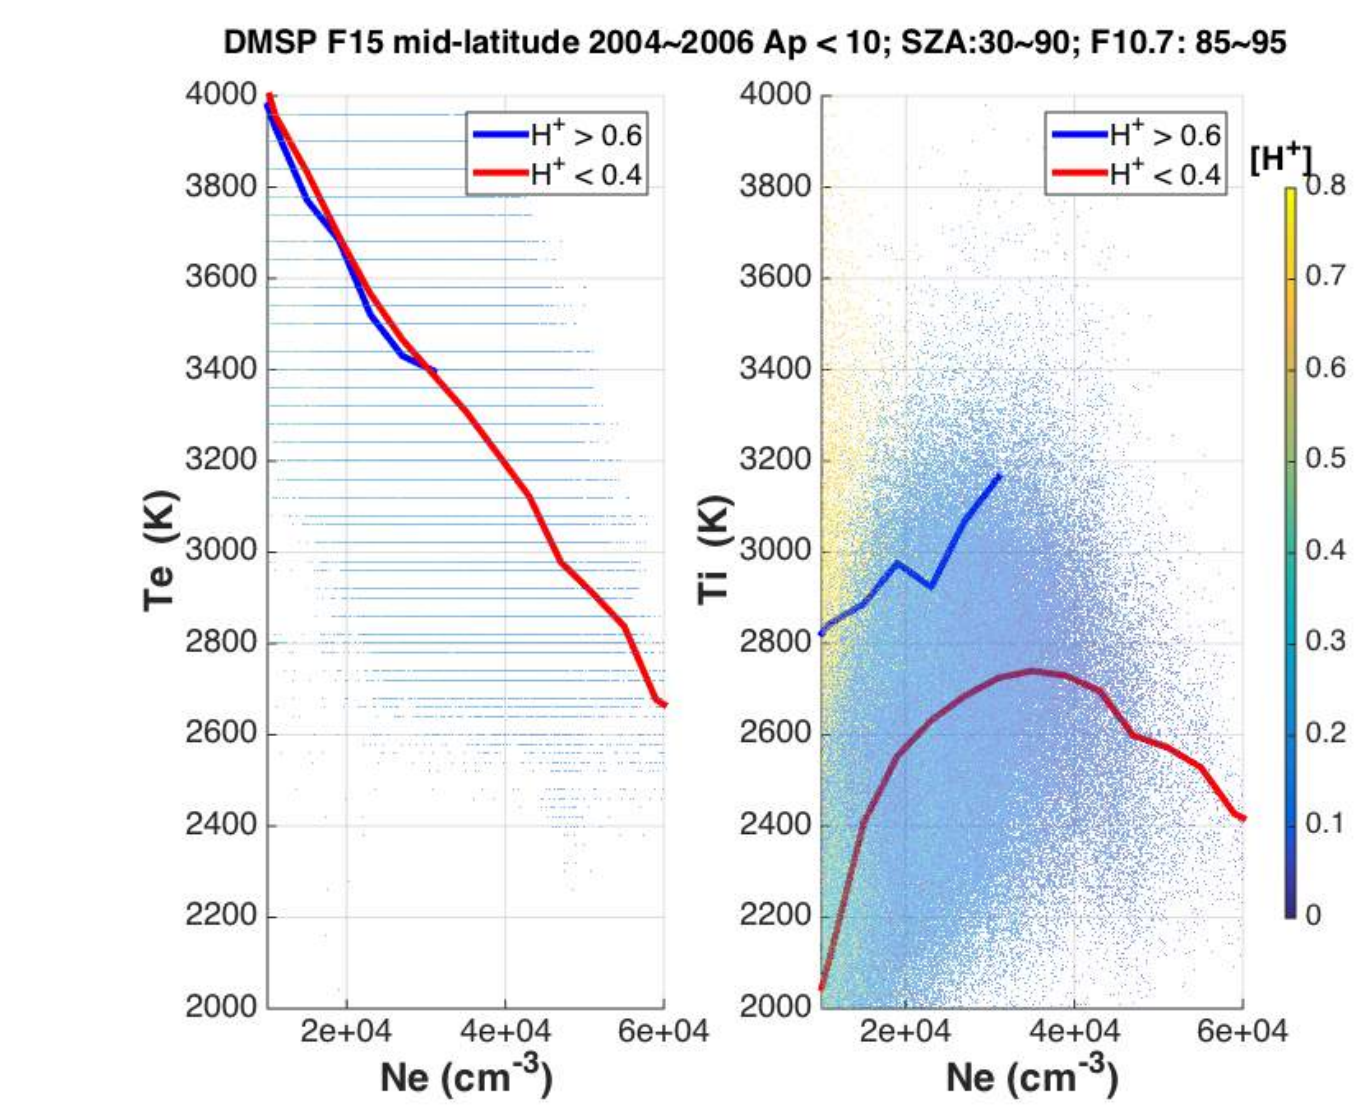 DMSP F15 mid-latitude 2004~2006 Ap < 10; SZA:30~90; F10.7: 85~95
4000
3800
3600
3400
3200
3000
2800
2600
2400
2200
2000
Te (K)
2e+04
4e+04
6e+04
Ne (cm⁻³)
H⁺ > 0.6
H⁺ < 0.4
4000
3800
3600
3400
3200
3000
2800
2600
2400
2200
2000
Ti (K)
2e+04
4e+04
6e+04
Ne (cm⁻³)
H⁺ > 0.6
H⁺ < 0.4
[H⁺]
0.8
0.7
0.6
0.5
0.4
0.3
0.2
0.1
0